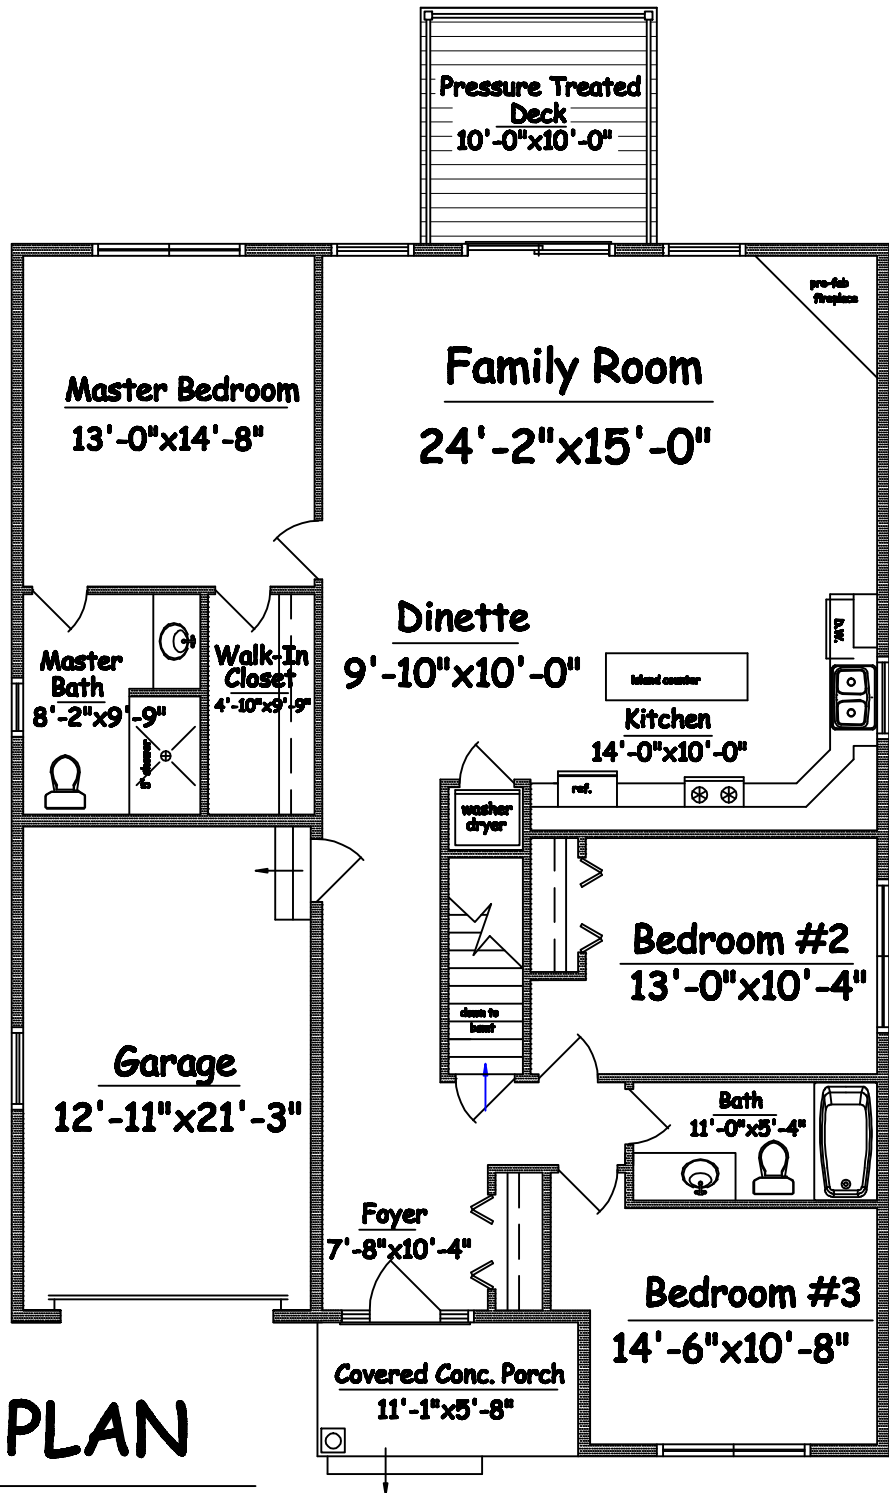 Pressure Treated
Deck
10'-0"x10'-0"
pre-fab
fireplace
Family Room
24'-2"x15'-0"
Master Bedroom
13'-0"x14'-8"
Dinette
9'-10"x10'-0"
D.W.
Master
Bath
8'-2"x9'-9"
Walk-In
Closet
4'-10"x9'-9"
Island counter
Kitchen
14'-0"x10'-0"
ref.
shower
washer
dryer
Bedroom #2
13'-0"x10'-4"
down to
bsmt
Garage
12'-11"x21'-3"
Bath
11'-0"x5'-4"
Foyer
7'-8"x10'-4"
Bedroom #3
14'-6"x10'-8"
Covered Conc. Porch
11'-1"x5'-8"
PLAN